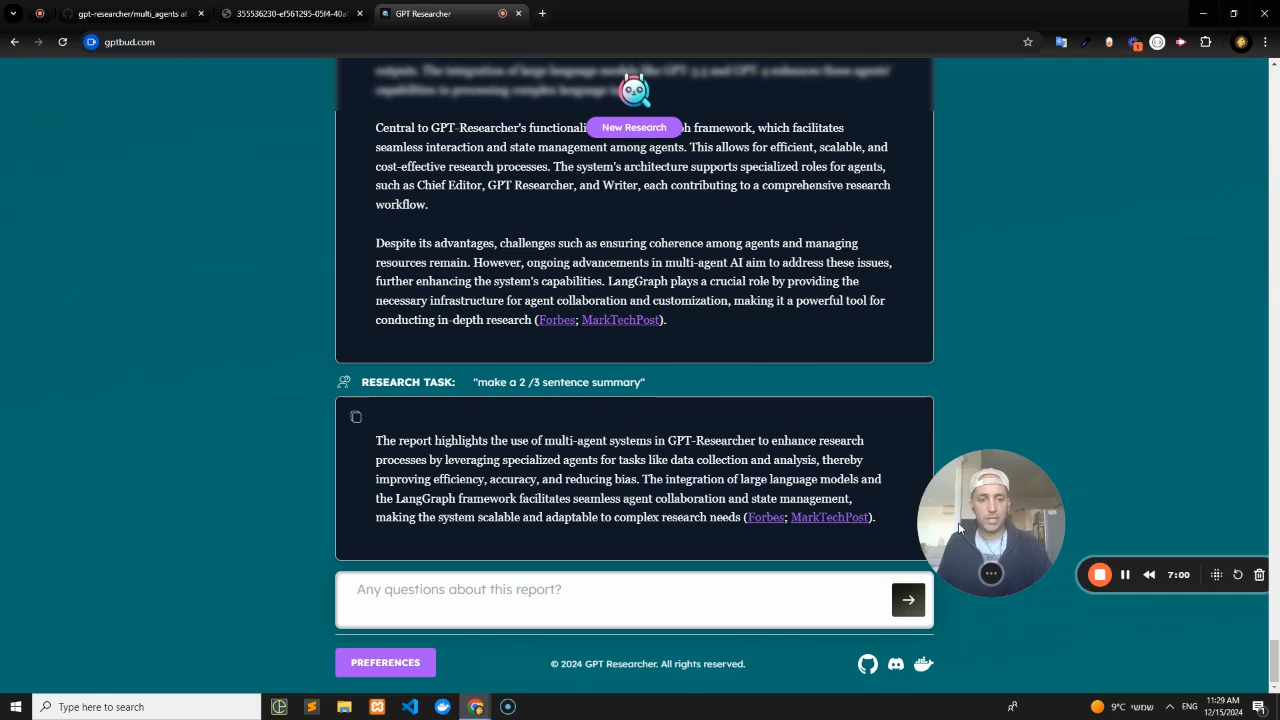 gpt-researcher/multi_agents at
355536230-ef561295-05f4-40a
GPT Researcher
gptbud.com
New Research
Central to GPT-Researcher's functionali
h framework, which facilitates
seamless interaction and state management among agents. This allows for efficient, scalable, and
cost-effective research processes. The system's architecture supports specialized roles for agents,
such as Chief Editor, GPT Researcher, and Writer, each contributing to a comprehensive research
workflow.
Despite its advantages, challenges such as ensuring coherence among agents and managing
resources remain. However, ongoing advancements in multi-agent AI aim to address these issues,
further enhancing the system's capabilities. LangGraph plays a crucial role by providing the
necessary infrastructure for agent collaboration and customization, making it a powerful tool for
conducting in-depth research (Forbes; MarkTechPost).
RESEARCH TASK: "make a 2 /3 sentence summary"
The report highlights the use of multi-agent systems in GPT-Researcher to enhance research
processes by leveraging specialized agents for tasks like data collection and analysis, thereby
improving efficiency, accuracy, and reducing bias. The integration of large language models and
the LangGraph framework facilitates seamless agent collaboration and state management,
making the system scalable and adaptable to complex research needs (Forbes; MarkTechPost).
Any questions about this report?
7:00
PREFERENCES
© 2024 GPT Researcher. All rights reserved.
Type here to search
9°C שמשי
ENG
11:29 AM
12/15/2024